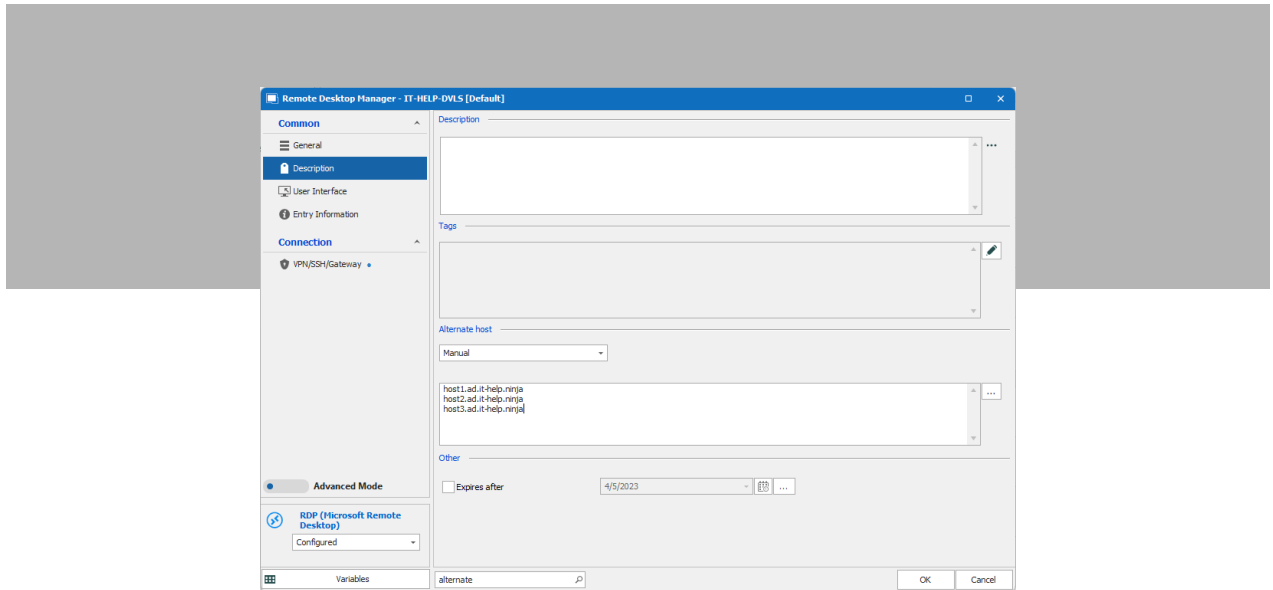 Remote Desktop Manager - IT-HELP-DVLS [Default]
Common
General
Description
User Interface
Entry Information
Connection
VPN/SSH/Gateway
Advanced Mode
RDP (Microsoft Remote
Desktop)
Configured
Variables
Description
...
Tags
Alternate host
Manual
host1.ad.it-help.ninja
host2.ad.it-help.ninja
host3.ad.it-help.ninja
...
Other
Expires after
4/5/2023
...
alternate
OK
Cancel